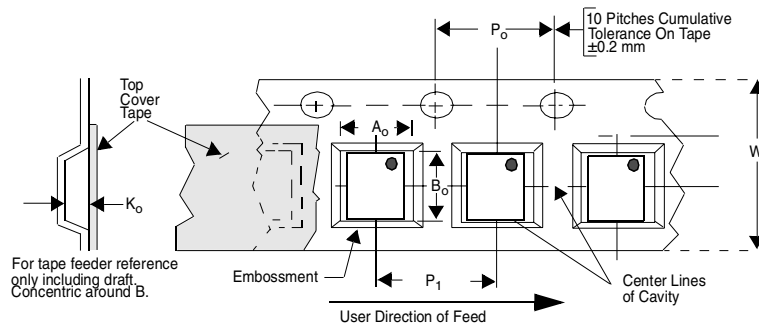 10 Pitches Cumulative
Tolerance On Tape
±0.2 mm
Po
Top
Cover
Tape
Ao
W
Bo
Ko
For tape feeder reference
only including draft.
Concentric around B.
Embossment
P1
Center Lines
of Cavity
User Direction of Feed